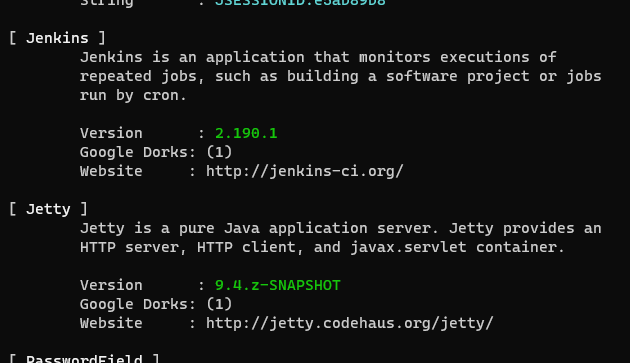 String       : JSESSIONID.e5ab89b8
[ Jenkins ]
Jenkins is an application that monitors executions of
repeated jobs, such as building a software project or jobs
run by cron.
Version      : 2.190.1
Google Dorks: (1)
Website     : http://jenkins-ci.org/
[ Jetty ]
Jetty is a pure Java application server. Jetty provides an
HTTP server, HTTP client, and javax.servlet container.
Version      : 9.4.z-SNAPSHOT
Google Dorks: (1)
Website     : http://jetty.codehaus.org/jetty/
[ PasswordField ]